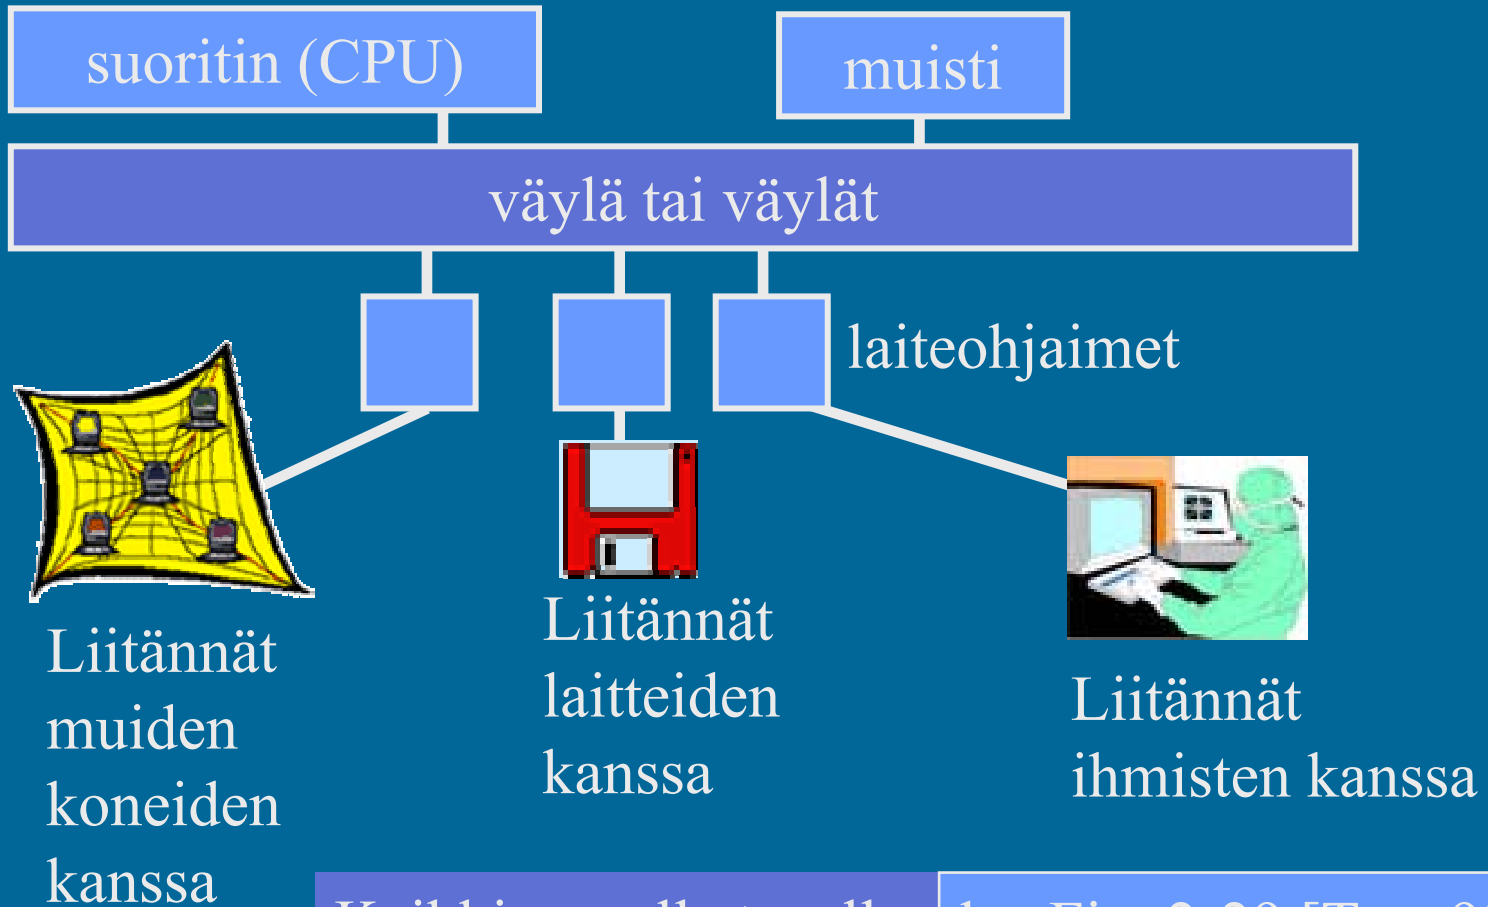 suoritin (CPU)
muisti
väylä tai väylät
laiteohjaimet
Liitännät
muiden
koneiden
kanssa
Liitännät
laitteiden
kanssa
Liitännät
ihmisten kanssa